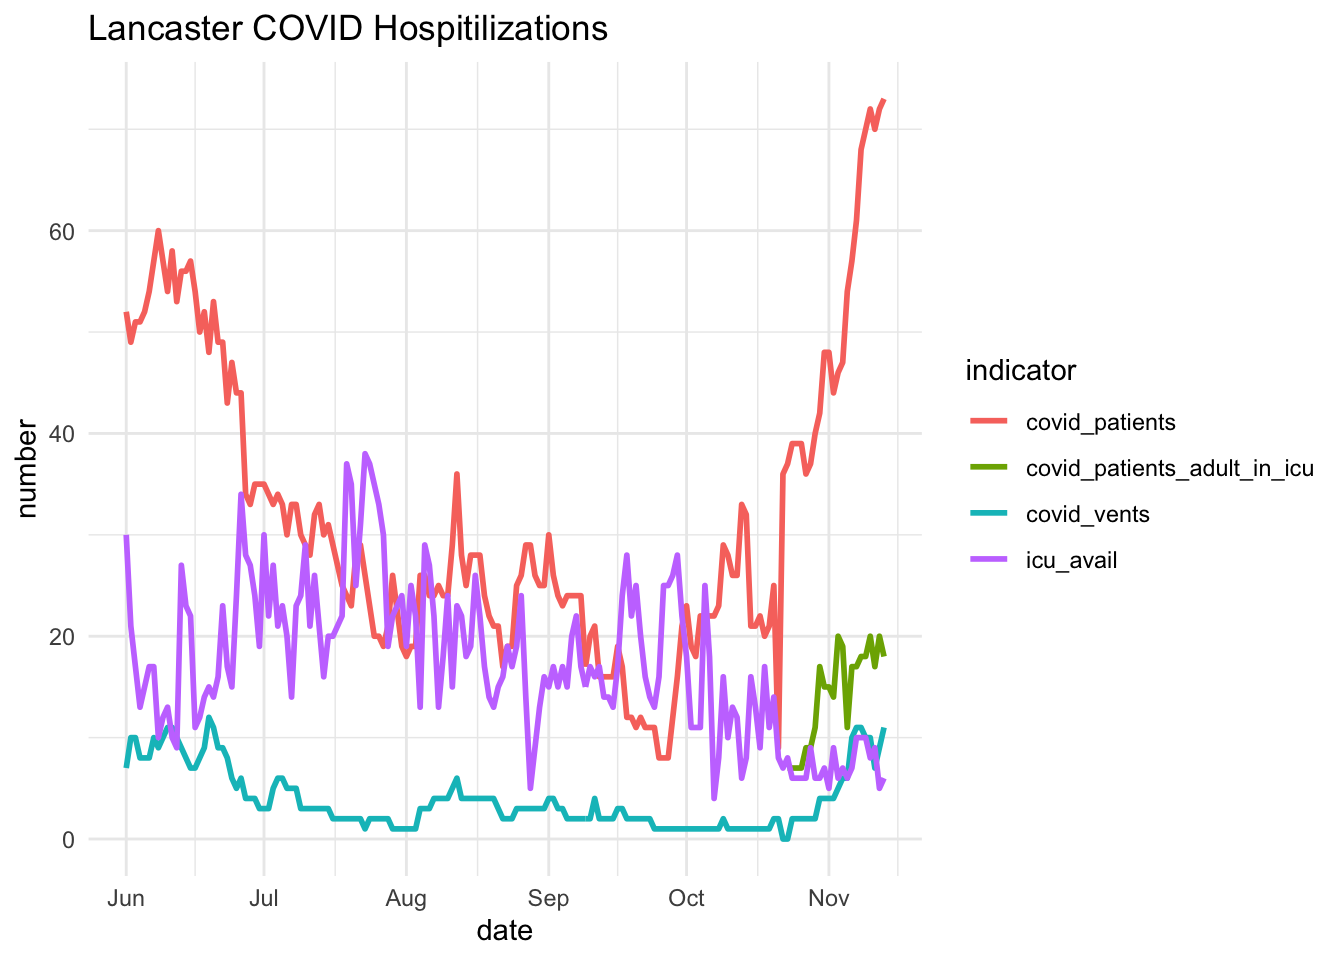 Lancaster COVID Hospitilizations
number
60
40
20
0
Jun Jul Aug Sep Oct Nov
date
indicator
covid_patients
covid_patients_adult_in_icu
covid_vents
icu_avail